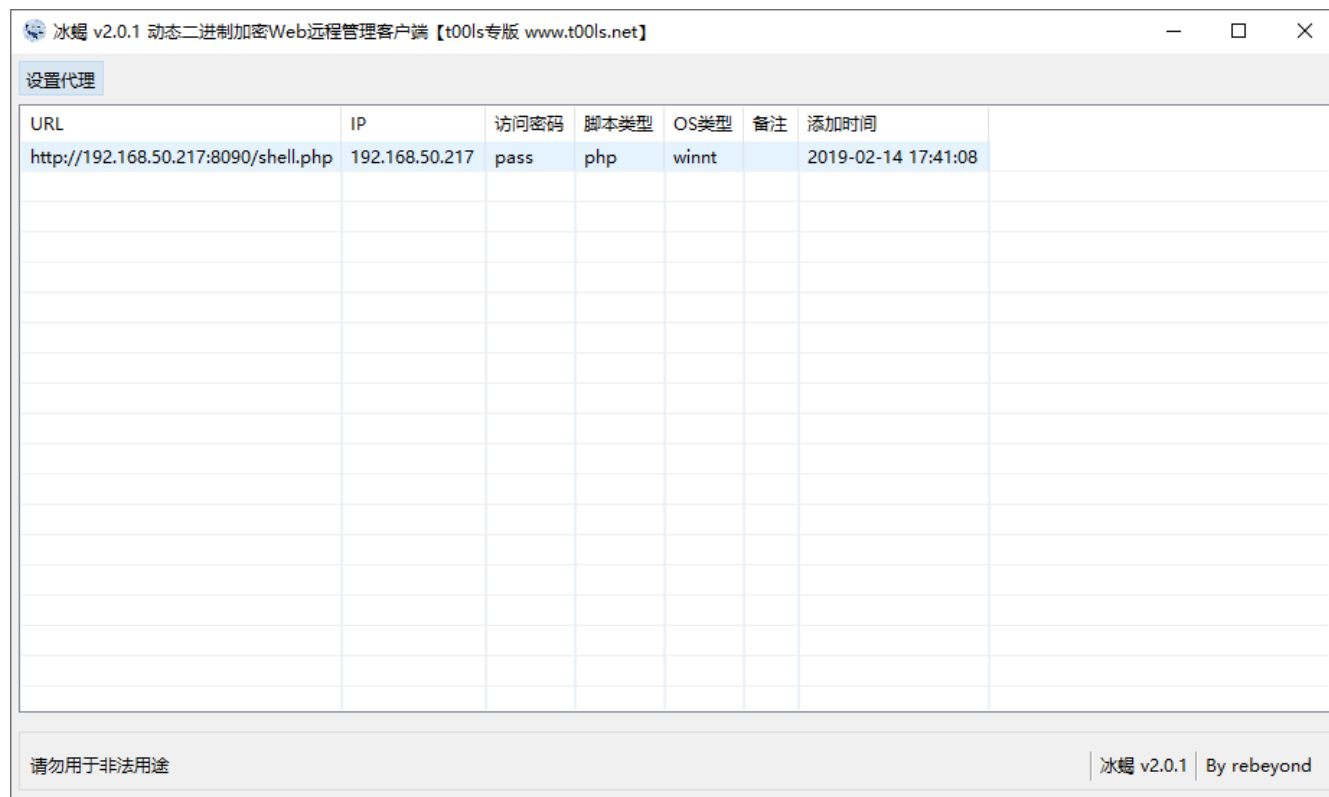 冰蝎 v2.0.1 动态二进制加密Web远程管理客户端【t00ls专版 www.t00ls.net】
设置代理
URL IP 访问密码 脚本类型 OS类型 备注 添加时间
http://192.168.50.217:8090/shell.php 192.168.50.217 pass php winnt 2019-02-14 17:41:08
请勿用于非法用途 冰蝎 v2.0.1 By rebeyond